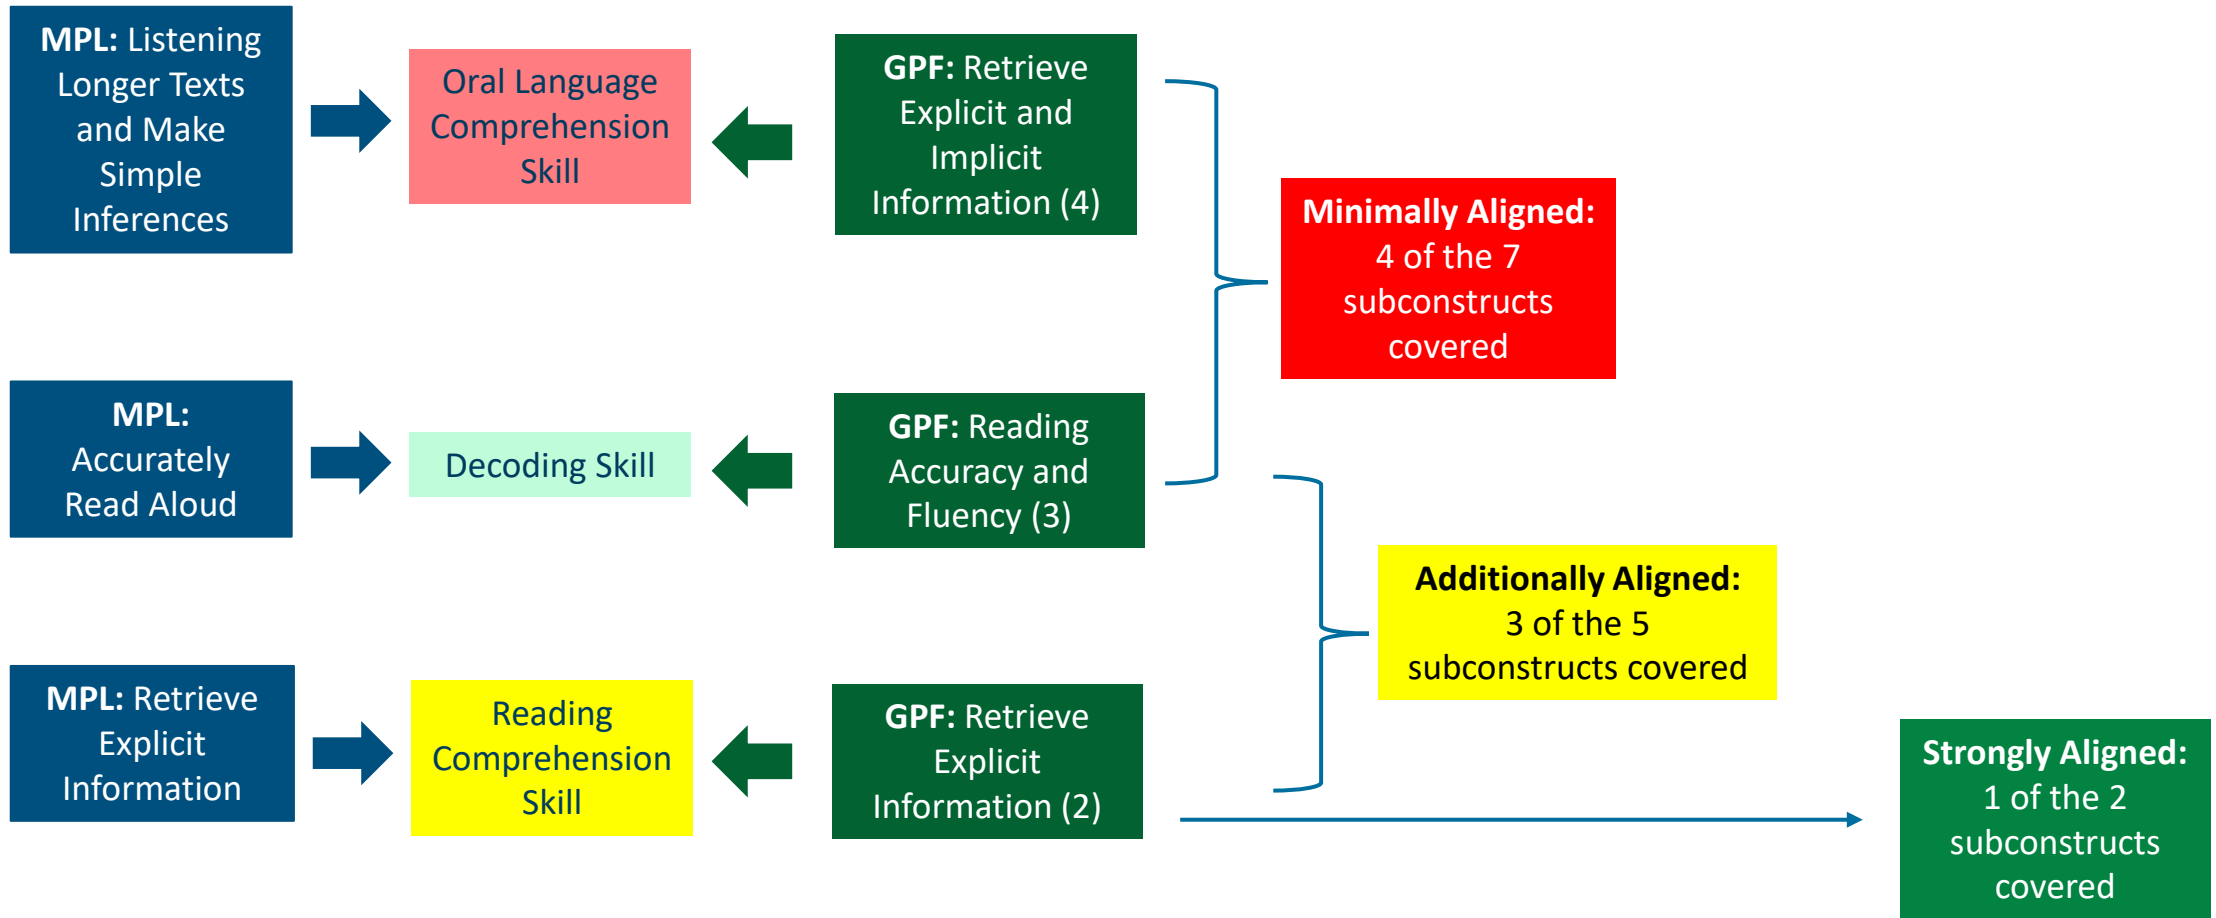 MPL: Listening
Longer Texts
and Make
Simple
Inferences
Oral Language
Comprehension
Skill
GPF: Retrieve
Explicit and
Implicit
Information (4)
Minimally Aligned:
4 of the 7
subconstructs
covered
MPL:
Accurately
Read Aloud
Decoding Skill
GPF: Reading
Accuracy and
Fluency (3)
Additionally Aligned:
3 of the 5
subconstructs covered
MPL: Retrieve
Explicit
Information
Reading
Comprehension
Skill
GPF: Retrieve
Explicit
Information (2)
Strongly Aligned:
1 of the 2
subconstructs
covered